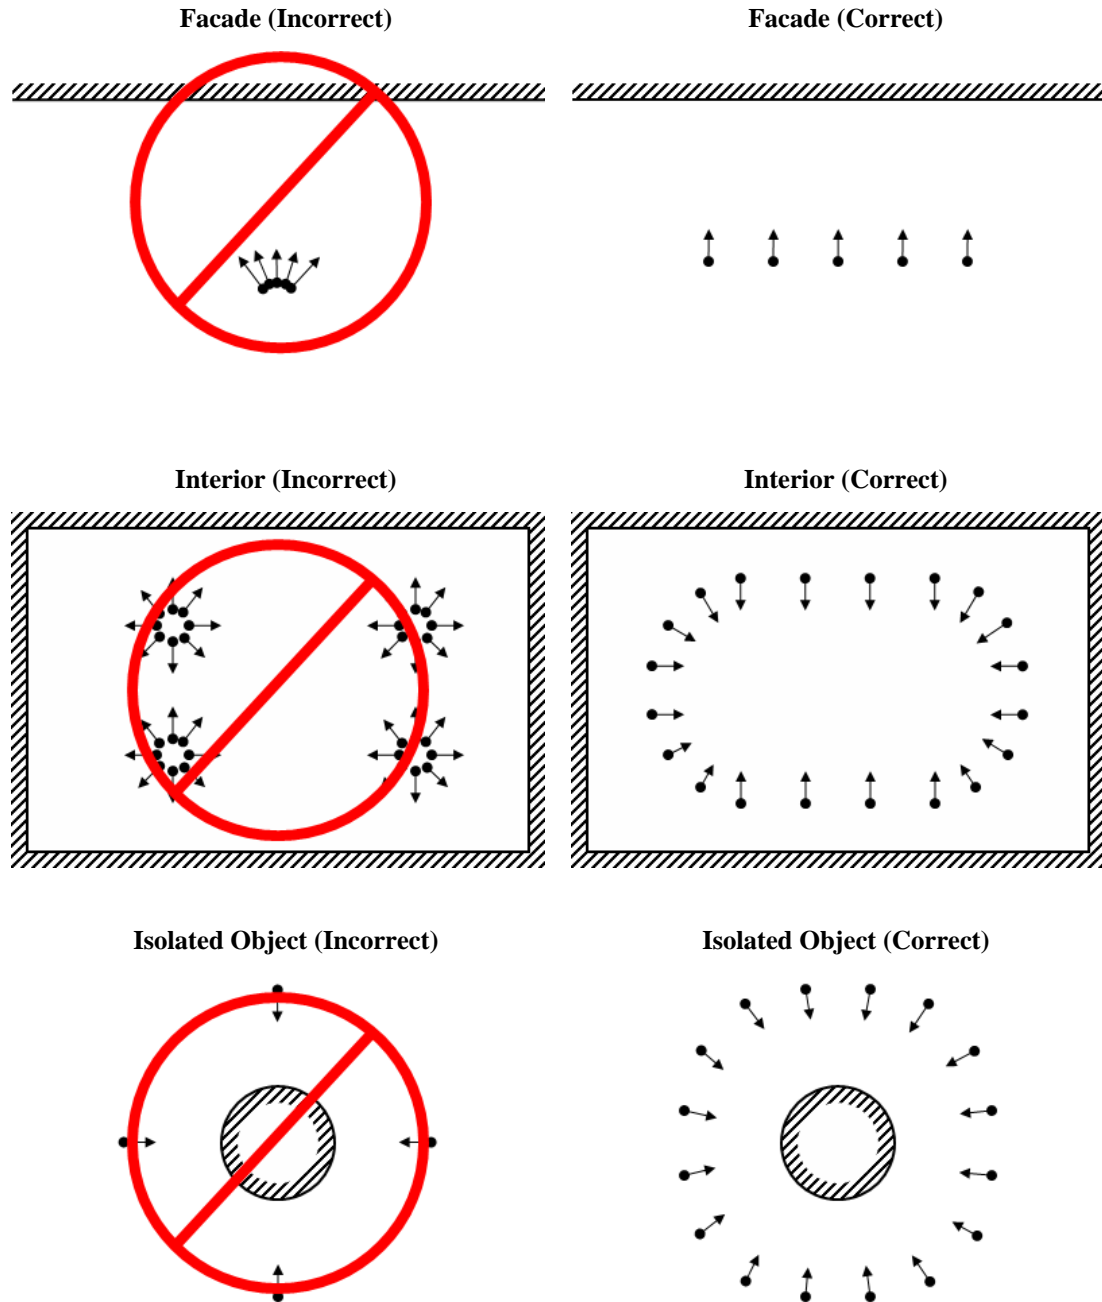 Facade (Incorrect)
Facade (Correct)
Interior (Incorrect)
Interior (Correct)
Isolated Object (Incorrect)
Isolated Object (Correct)